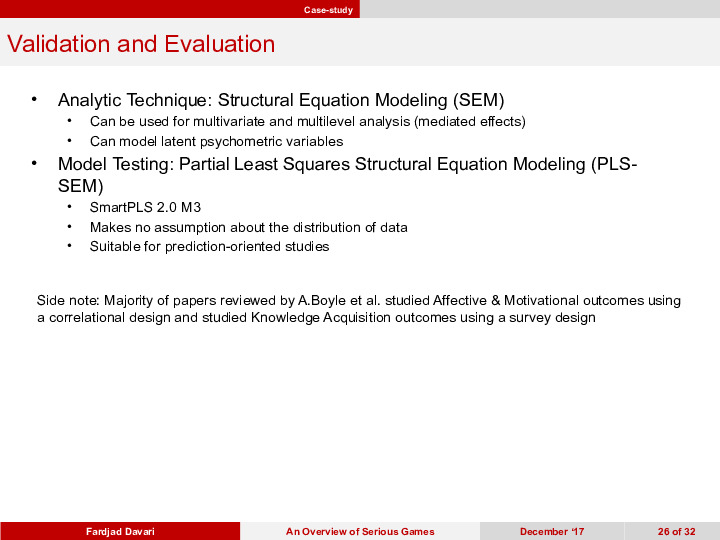 Case-study
Validation and Evaluation
• Analytic Technique: Structural Equation Modeling (SEM)
• Can be used for multivariate and multilevel analysis (mediated effects)
• Can model latent psychometric variables
• Model Testing: Partial Least Squares Structural Equation Modeling (PLS-
SEM)
• SmartPLS 2.0 M3
• Makes no assumption about the distribution of data
• Suitable for prediction-oriented studies
Side note: Majority of papers reviewed by A.Boyle et al. studied Affective & Motivational outcomes using
a correlational design and studied Knowledge Acquisition outcomes using a survey design
Fardjad Davari An Overview of Serious Games December ‘17 26 of 32